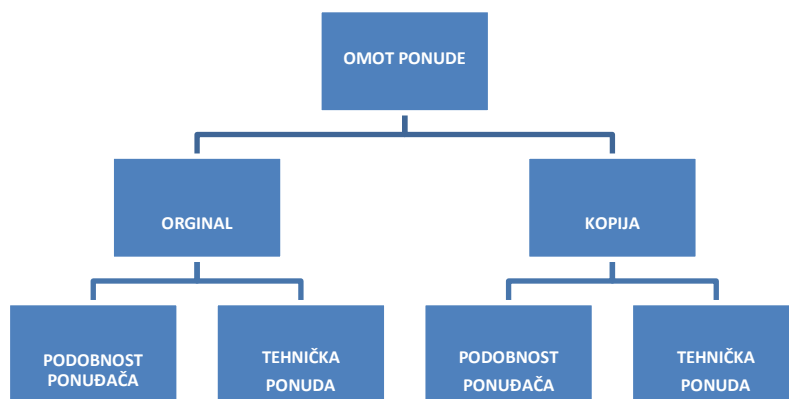 OMOT PONUDE
ORGINAL
KOPIJA
PODOBNOST
PONUĐAČA
TEHNIČKA
PONUDA
PODOBNOST
PONUĐAČA
TEHNIČKA
PONUDA